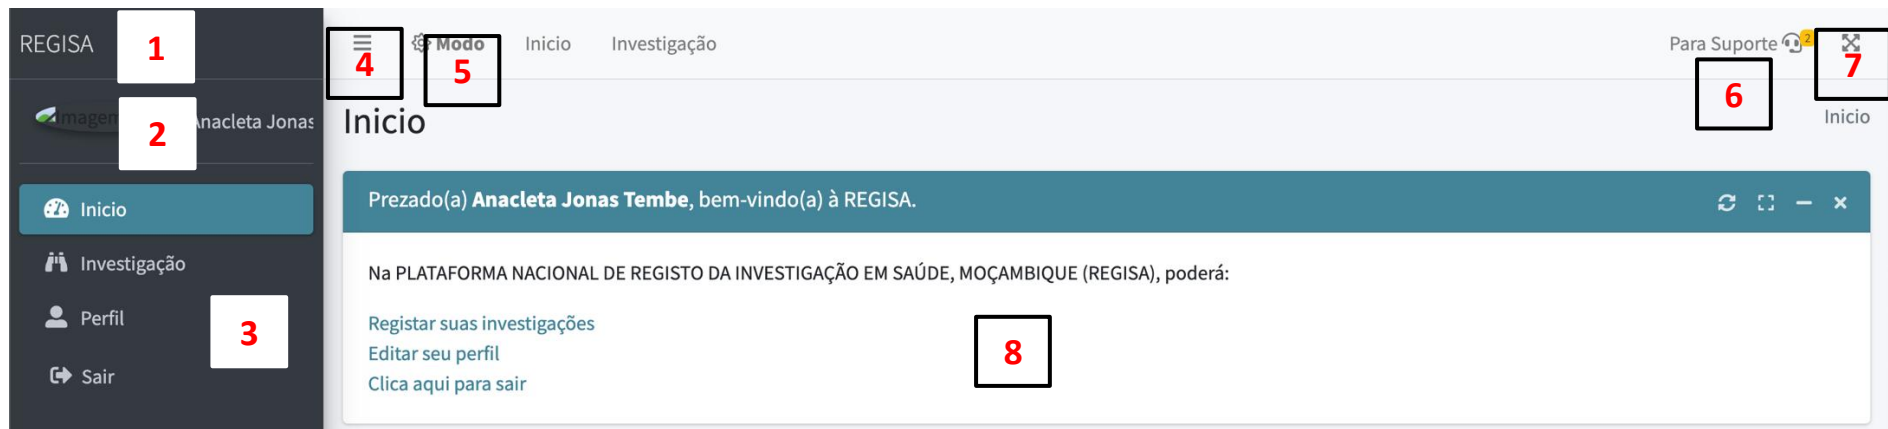 REGISA
1
4
Modo
5
Inicio
Investigação
Para Suporte
2
6
7
2
Anacleta Jonas
Inicio
Inicio
Inicio
Investigação
Perfil
3
Sair
Prezado(a) Anacleta Jonas Tembe, bem-vindo(a) à REGISA.
Na PLATAFORMA NACIONAL DE REGISTO DA INVESTIGAÇÃO EM SAÚDE, MOÇAMBIQUE (REGISA), poderá:
Registar suas investigações
Editar seu perfil
Clica aqui para sair
8